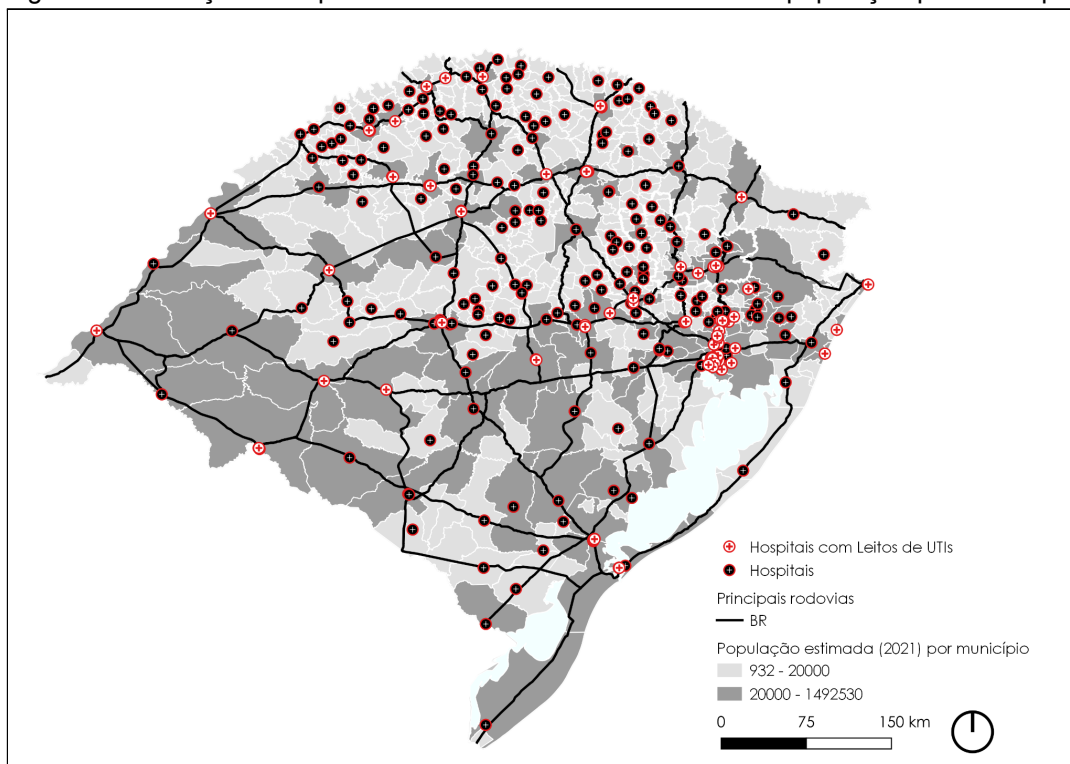 Hospitais com Leitos de UTIs
Hospitais
Principais rodovias
BR
População estimada (2021) por município
932 - 20000
20000 - 1492530
0 75 150 km